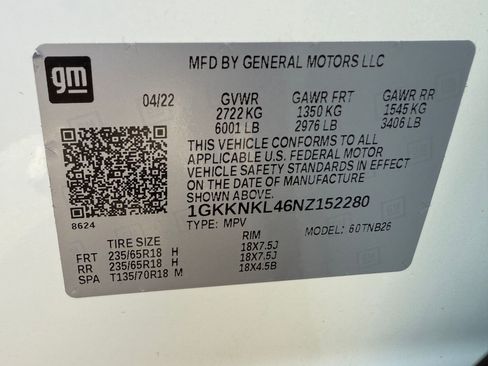 gm
MFD BY GENERAL MOTORS LLC
04/22 GVWR GAWR FRT GAWR RR
2722 KG 1350 KG 1545 KG
6001 LB 2976 LB 3406 LB
THIS VEHICLE CONFORMS TO ALL
APPLICABLE U.S. FEDERAL MOTOR
VEHICLE SAFETY STANDARDS IN EFFECT
ON THE DATE OF MANUFACTURE
SHOWN ABOVE.
1GKKNKL46NZ152280
8624
TYPE: MPV MODEL: 60TNB26
TIRE SIZE RIM
FRT 235/65R18 H 18X7.5J
RR 235/65R18 H 18X7.5J
SPA T135/70R18 M 18X4.5B